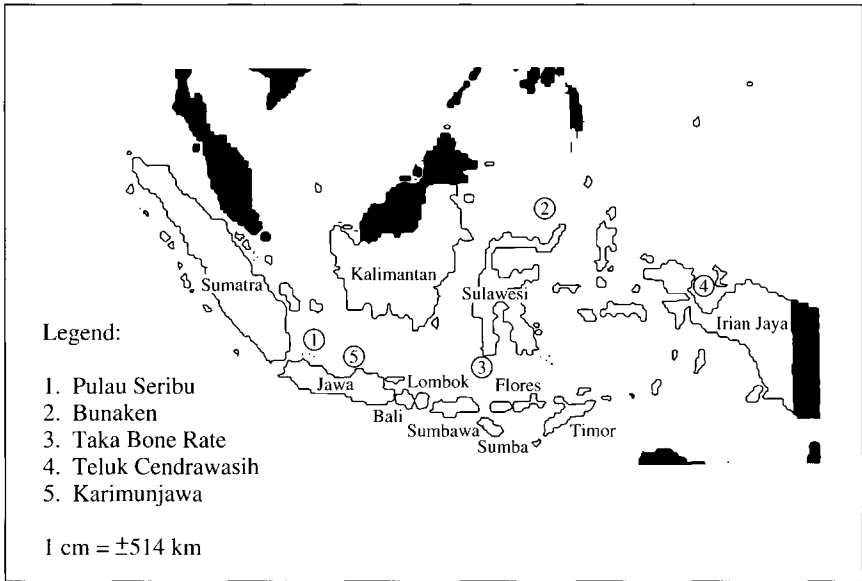 2
4
Kalimantan
Sumatra
Sulawesi
Irian Jaya
1
5
3
Jawa
Lombok
Flores
Bali
Sumbawa
Sumba
Timor
Legend:
1. Pulau Seribu
2. Bunaken
3. Taka Bone Rate
4. Teluk Cendrawasih
5. Karimunjawa
1 cm = ±514 km